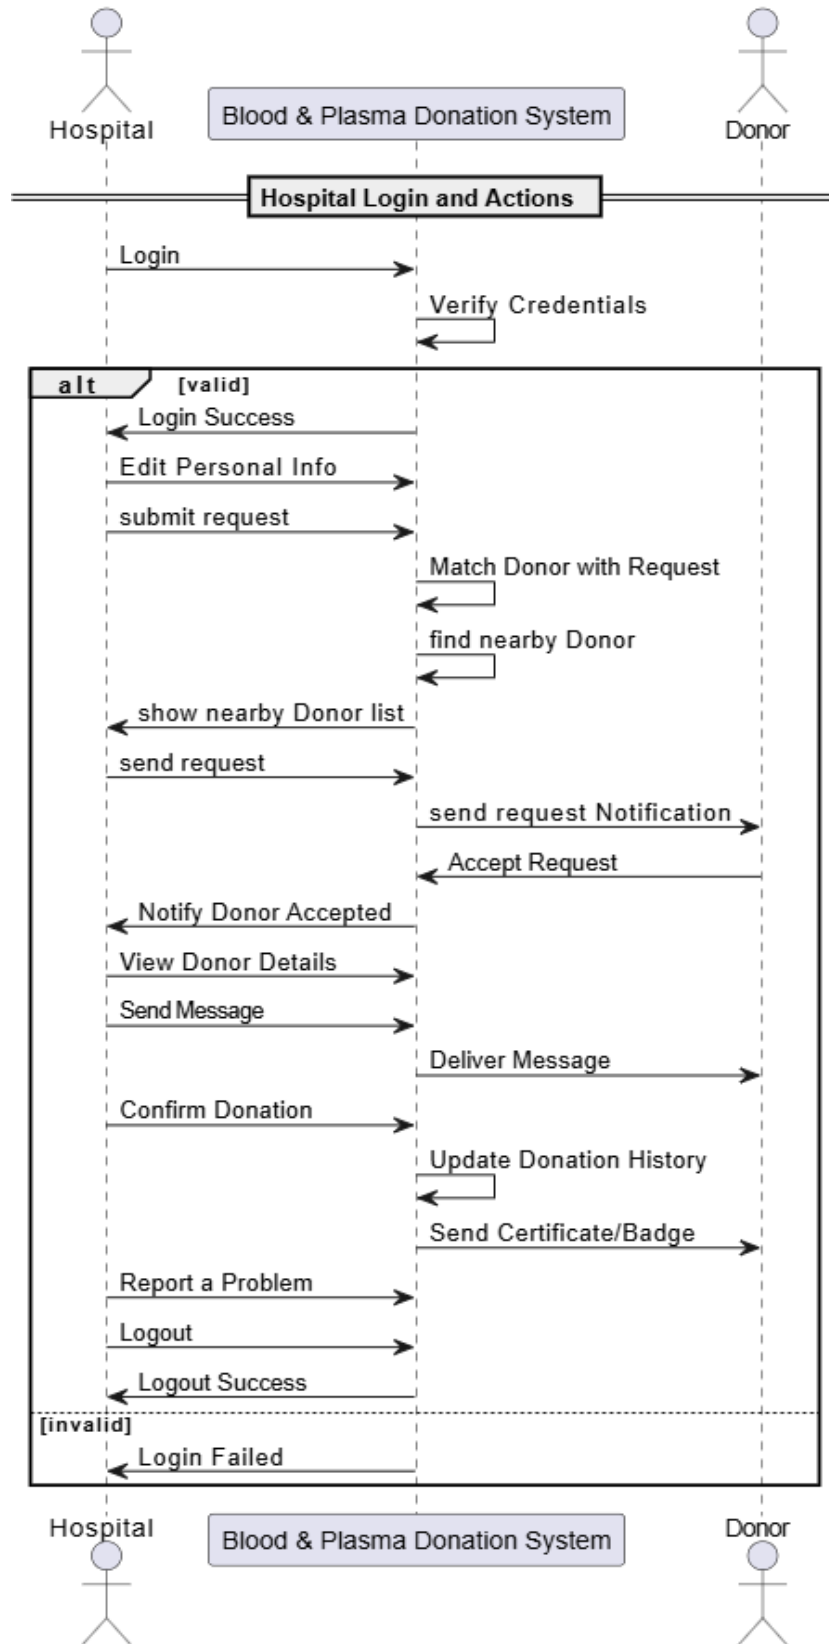 Hospital
Blood & Plasma Donation System
Donor
Hospital Login and Actions
Login
Verify Credentials
alt
[valid]
Login Success
Edit Personal Info
submit request
Match Donor with Request
find nearby Donor
show nearby Donor list
send request
send request Notification
Accept Request
Notify Donor Accepted
View Donor Details
Send Message
Deliver Message
Confirm Donation
Update Donation History
Send Certificate/Badge
Report a Problem
Logout
Logout Success
[invalid]
Login Failed
Hospital
Blood & Plasma Donation System
Donor